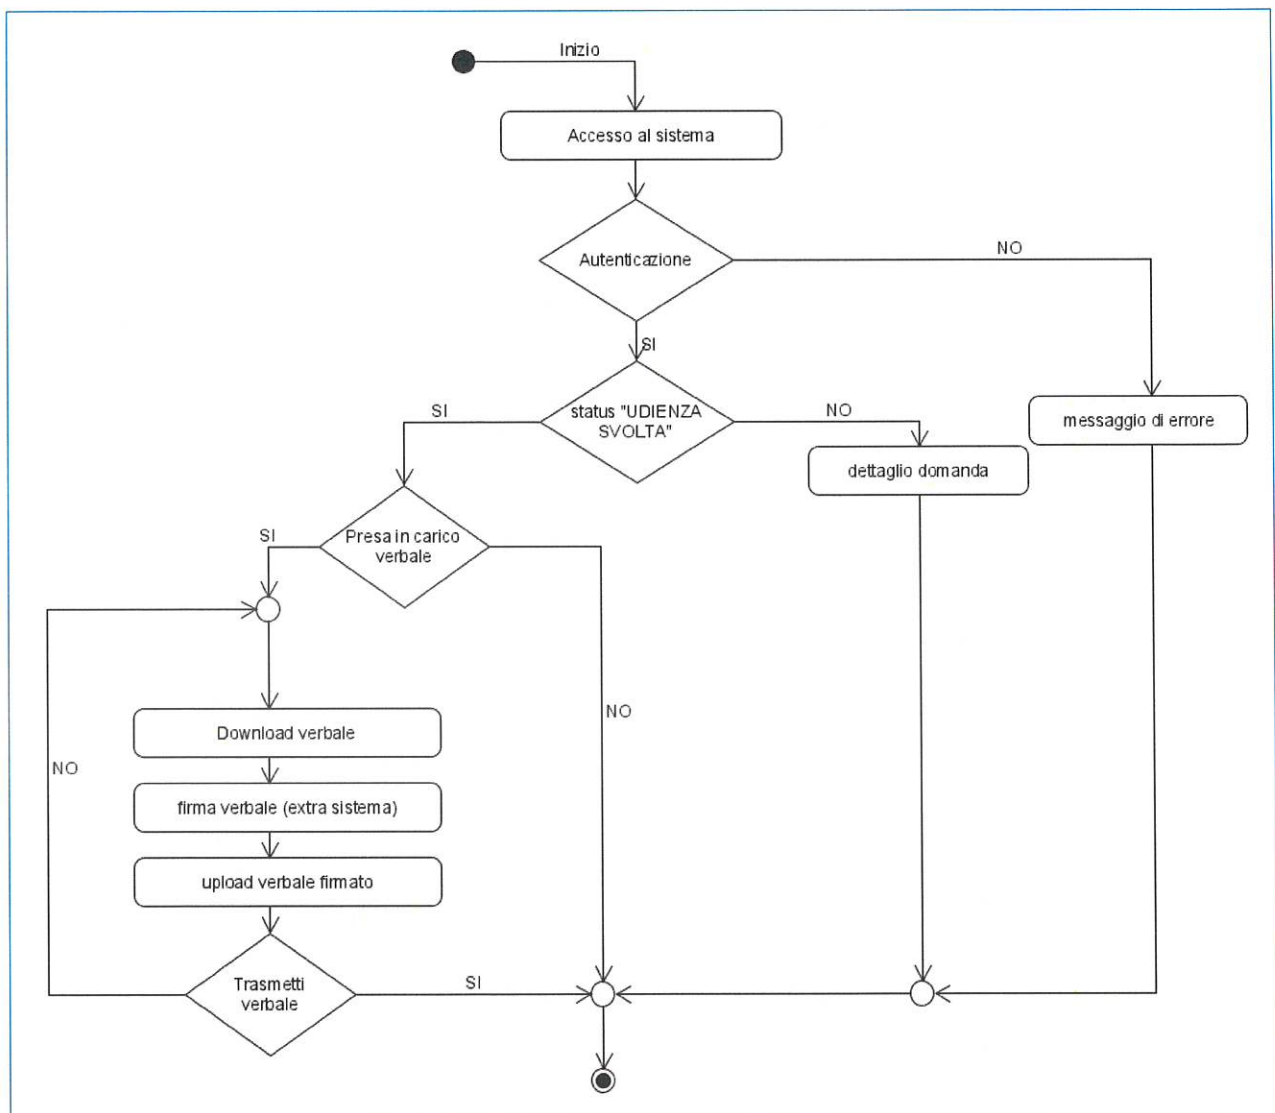 Inizio
Accesso al sistema
Autenticazione
NO
SI
status "UDIENZA
SVOLTA"
SI
NO
messaggio di errore
dettaglio domanda
Presa in carico
verbale
SI
NO
Download verbale
NO
firma verbale (extra sistema)
upload verbale firmato
Trasmetti
verbale
SI